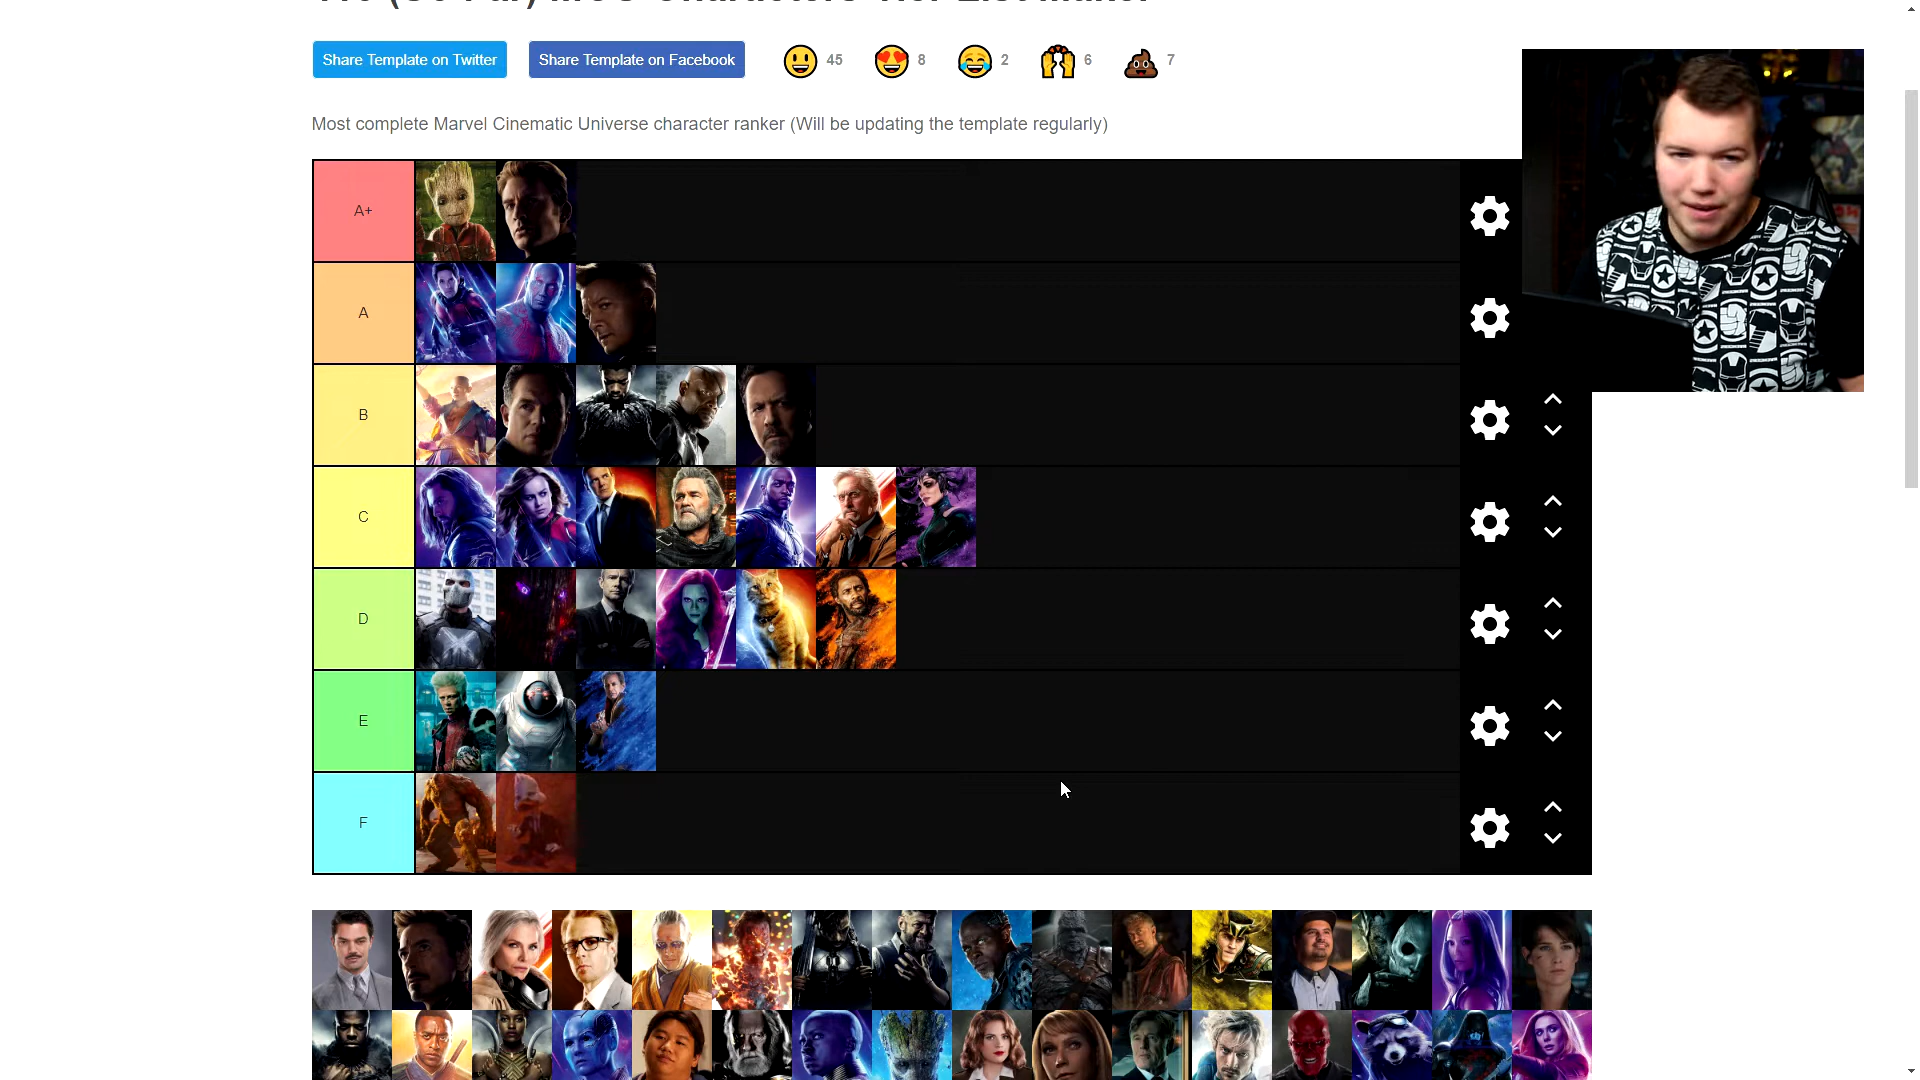 Share Template on Twitter
Share Template on Facebook
45
8
2
6
7
Most complete Marvel Cinematic Universe character ranker (Will be updating the template regularly)
A+
A
B
C
D
E
F